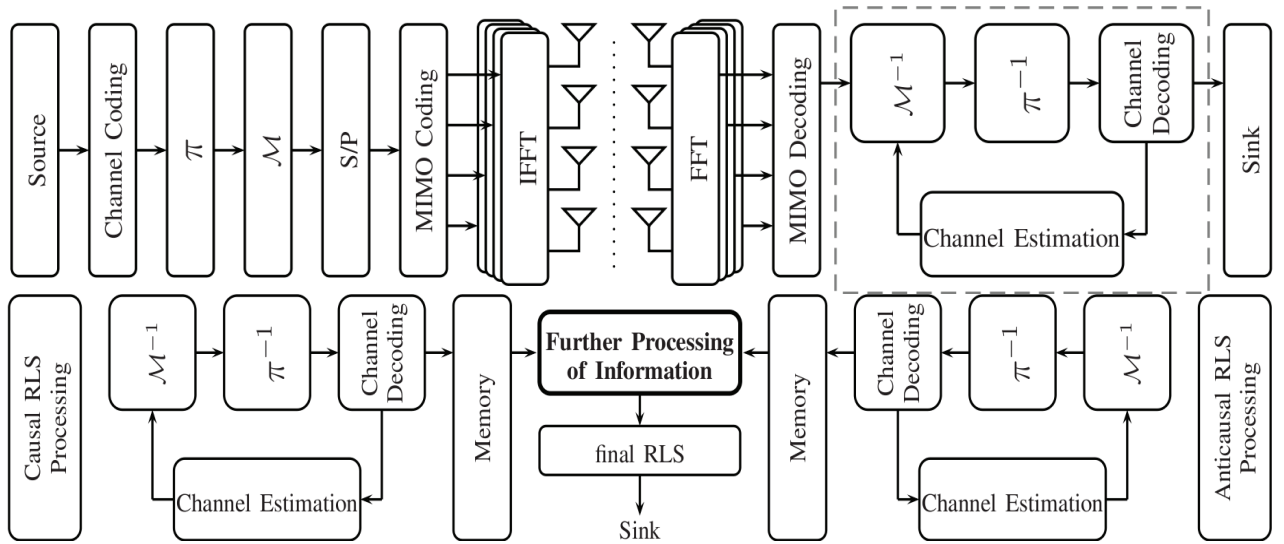 Source
Channel Coding
π
M
S/P
MIMO Coding
IFFT
FFT
MIMO Decoding
M⁻¹
π⁻¹
Channel
Decoding
Channel Estimation
Sink
Causal RLS
Processing
M⁻¹
π⁻¹
Channel
Decoding
Channel Estimation
Memory
Further Processing
of Information
final RLS
Sink
Memory
Channel
Decoding
π⁻¹
M⁻¹
Channel Estimation
Anticausal RLS
Processing